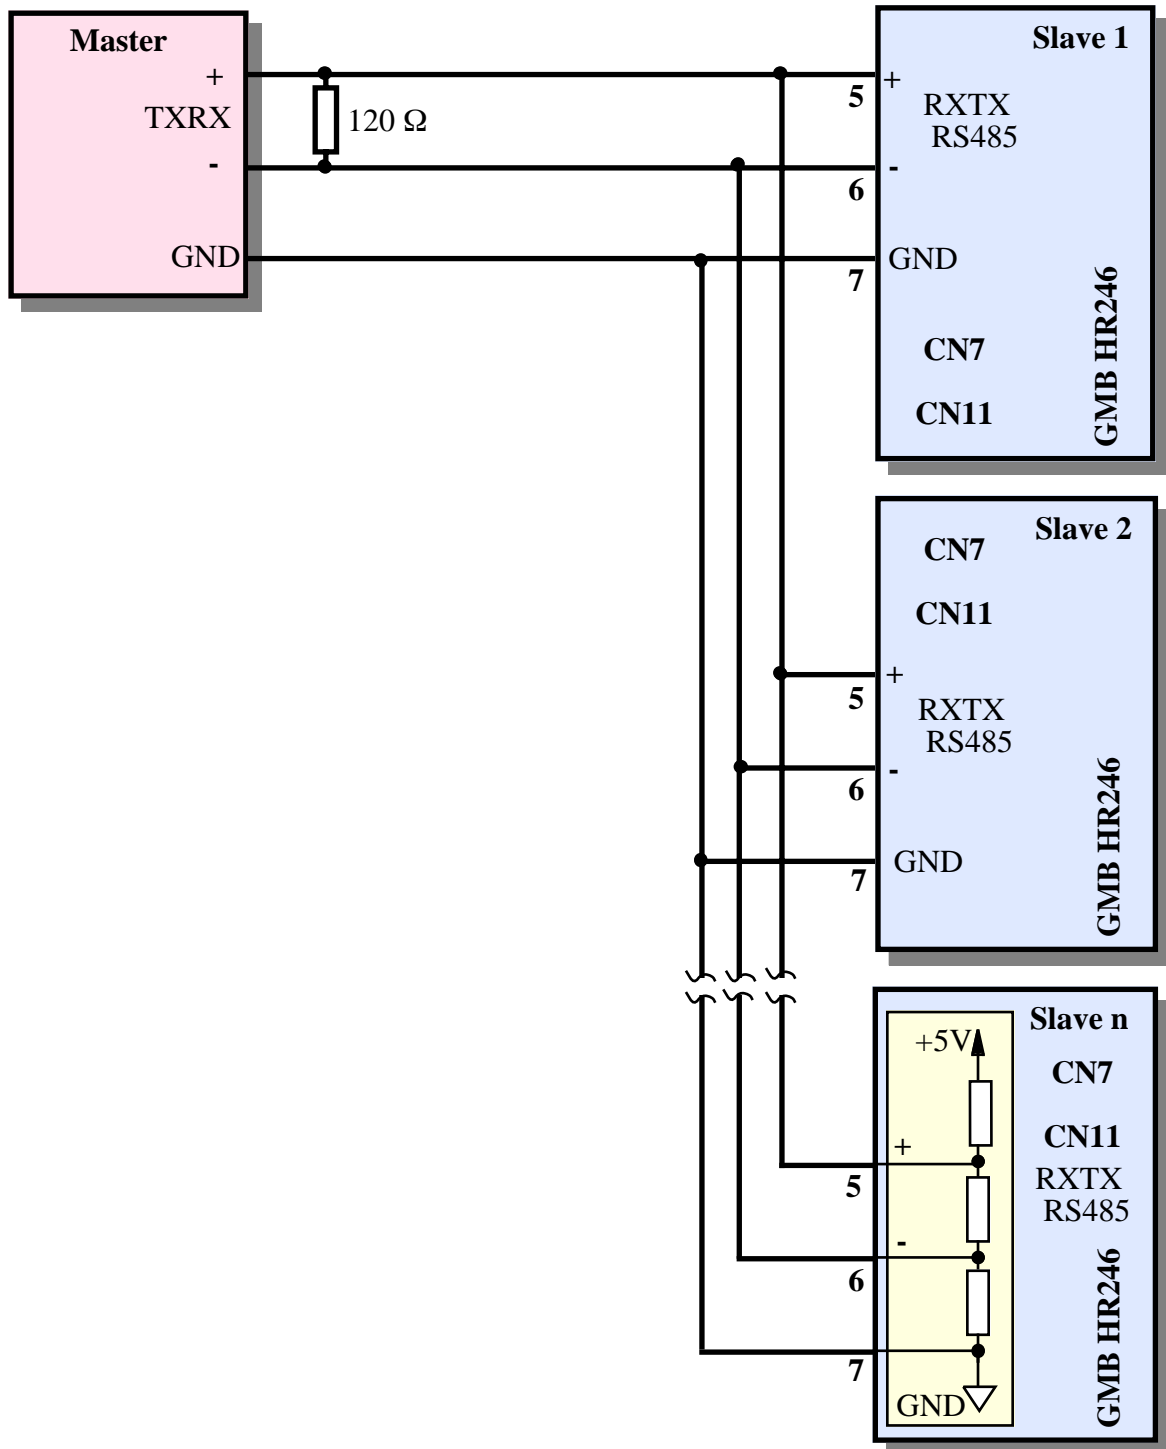 Master
+
TXRX
-
GND
120 Ω
Slave 1
5
+
RXTX
RS485
6
-
7
GND
CN7
CN11
GMB HR246
Slave 2
CN7
CN11
5
+
RXTX
RS485
6
-
7
GND
GMB HR246
Slave n
+5V
CN7
CN11
+
5
RXTX
RS485
-
6
7
GND
GMB HR246